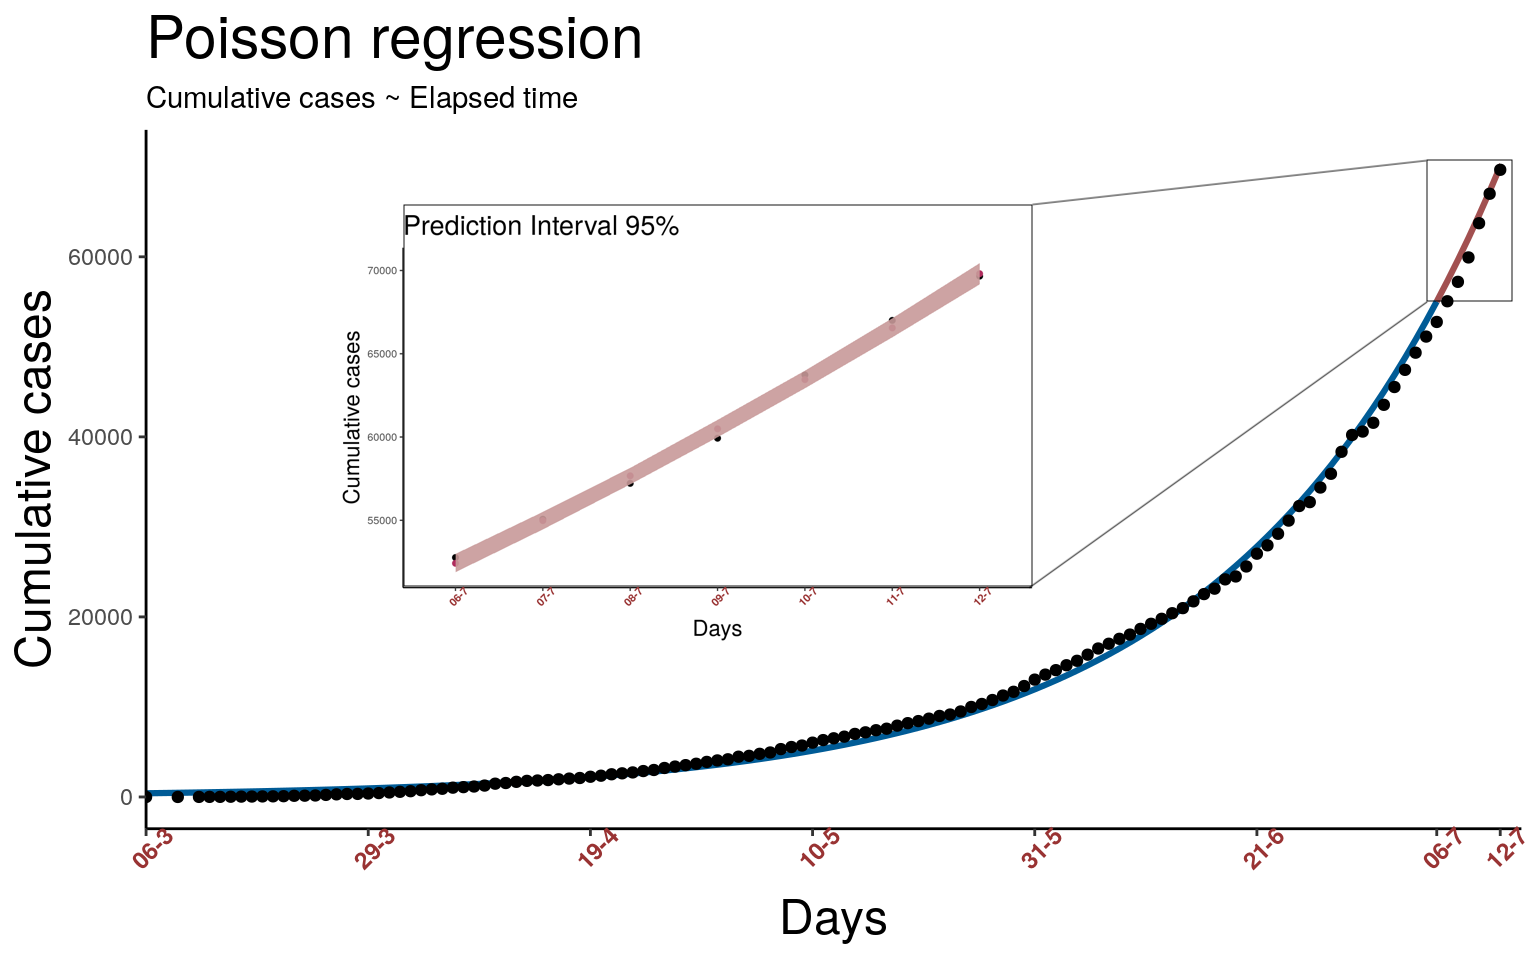 Poisson regression
Cumulative cases ~ Elapsed time
Cumulative cases
60000
40000
20000
0
Prediction Interval 95%
Cumulative cases
70000
65000
60000
55000
06-7 07-7 08-7 09-7 10-7 11-7 12-7
Days
06-3 29-3 19-4 10-5 31-5 21-6 06-7 12-7
Days